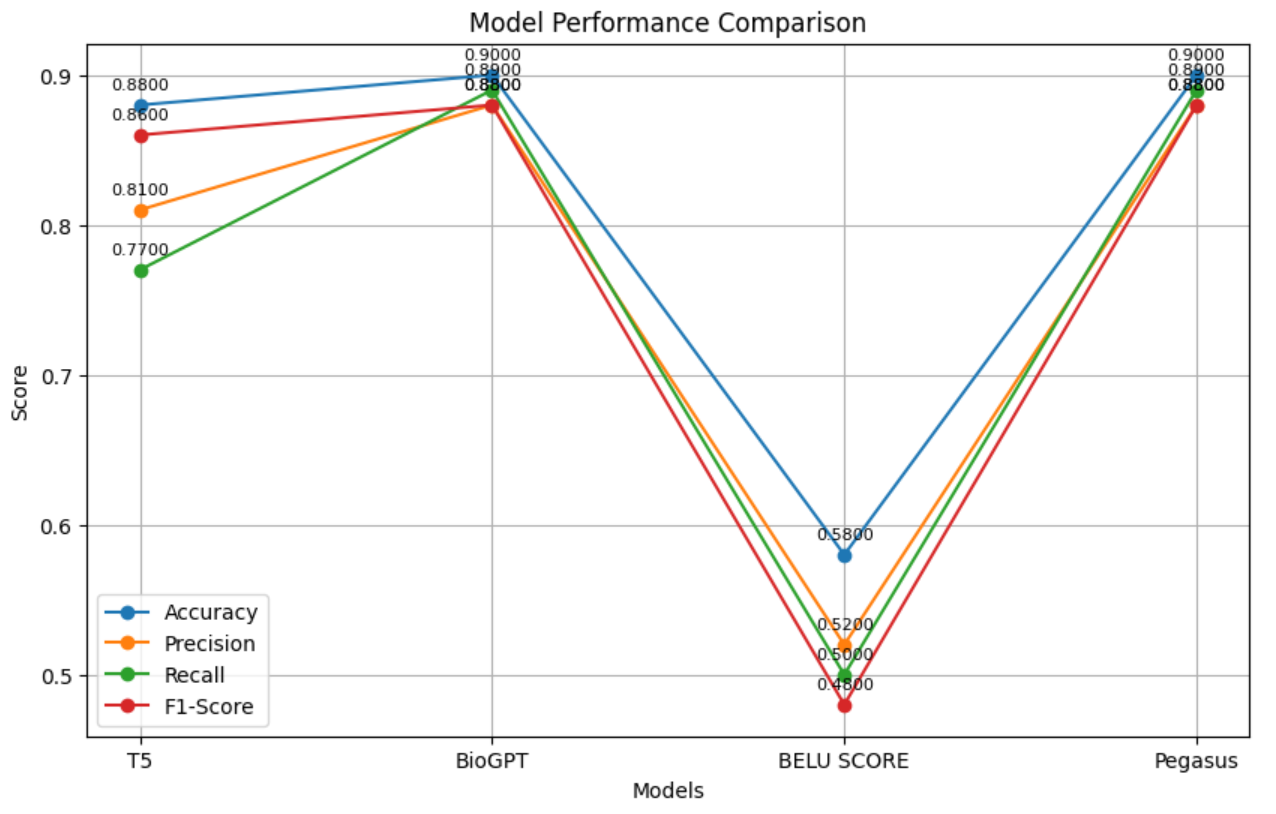 Model Performance Comparison
0.9000
0.8900
0.8800
0.8800
0.9000
0.8900
0.8800
0.8800
0.9
0.8800
0.8600
0.8100
0.8
0.7700
0.7
Score
0.6
0.5800
0.5200
0.5000
0.4800
0.5
Accuracy
Precision
Recall
F1-Score
T5 BioGPT BELU SCORE Pegasus
Models